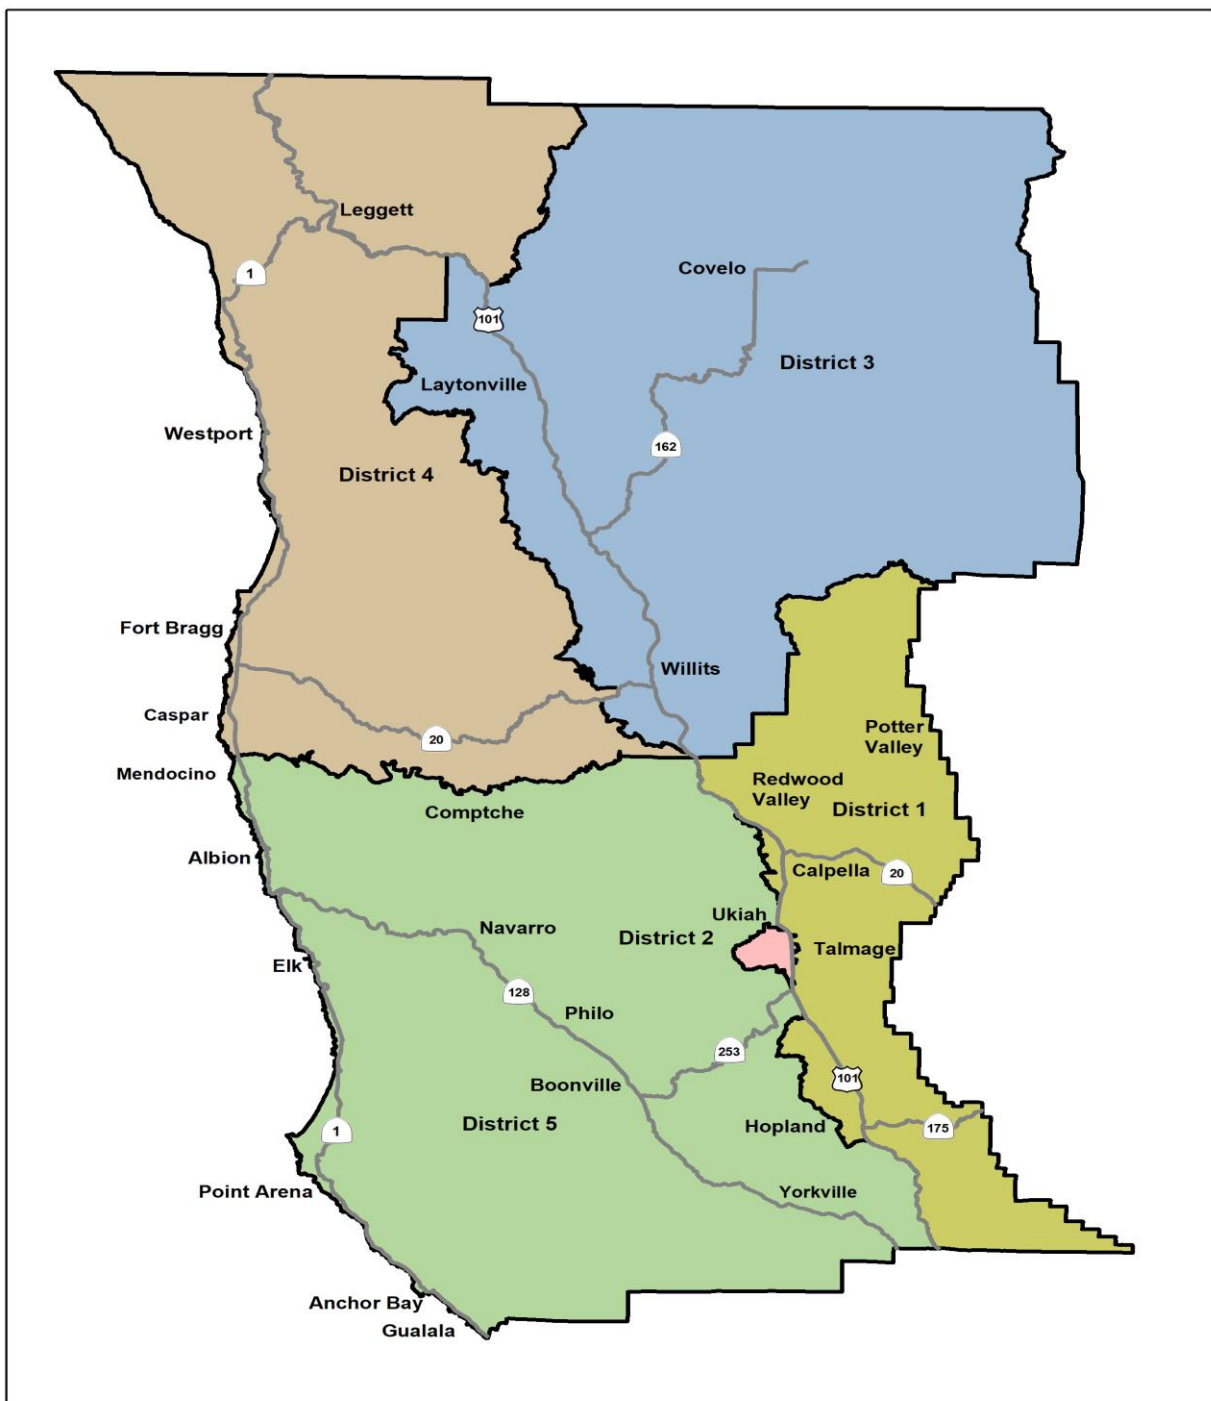 Leggett
1
Covelo
101
District 3
Laytonville
Westport
162
District 4
Fort Bragg
Willits
Caspar
20
Potter
Valley
Mendocino
Redwood
Valley
District 1
Comptche
Albion
Calpella
20
Ukiah
Navarro
District 2
Talmage
Elk
128
Philo
253
Boonville
101
District 5
Hopland
175
1
Point Arena
Yorkville
Anchor Bay
Gualala